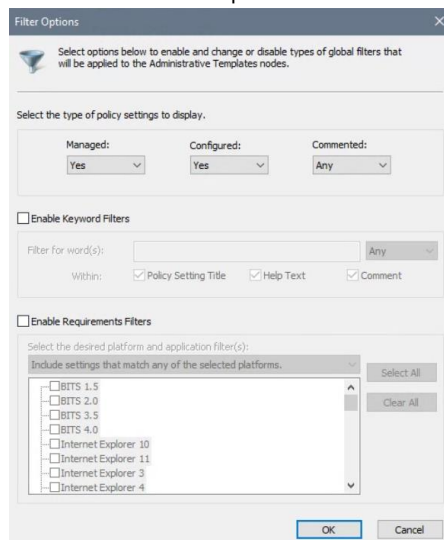 Filter Options
Select options below to enable and change or disable types of global filters that
will be applied to the Administrative Templates nodes.
Select the type of policy settings to display.
Managed: Configured: Commented:
Yes Yes Any
Enable Keyword Filters
Filter for word(s): Any
Within: Policy Setting Title Help Text Comment
Enable Requirements Filters
Select the desired platform and application filter(s):
Include settings that match any of the selected platforms.
Select All
BITS 1.5
BITS 2.0
Clear All
BITS 3.5
BITS 4.0
Internet Explorer 10
Internet Explorer 11
Internet Explorer 3
Internet Explorer 4
OK Cancel